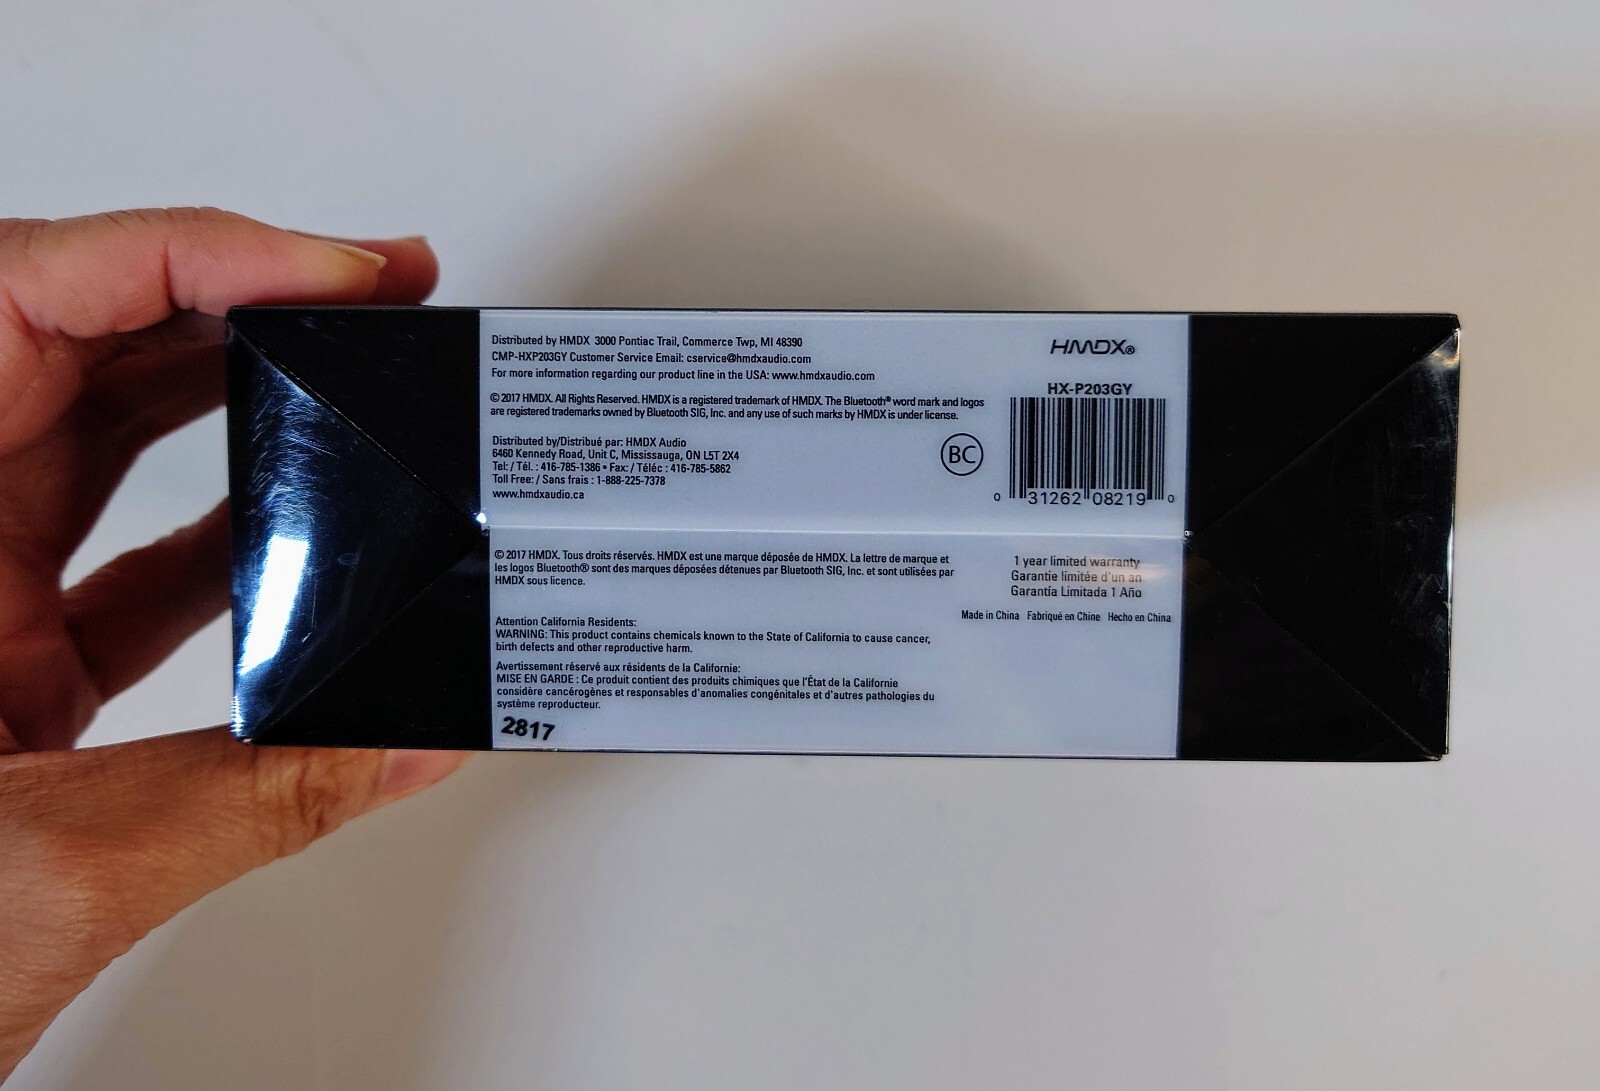 Distributed by HMDX 3000 Pontiac Trail, Commerce Twp, MI 48390
CMP-HXP203GY Customer Service Email: cservice@hmdxaudio.com
For more information regarding our product line in the USA: www.hmdxaudio.com
© 2017 HMDX. All Rights Reserved. HMDX is a registered trademark of HMDX. The Bluetooth® word mark and logos
are registered trademarks owned by Bluetooth SIG, Inc. and any use of such marks by HMDX is under license.
Distributed by/Distribué par: HMDX Audio
6460 Kennedy Road, Unit C, Mississauga, ON L5T 2X4
Tel: / Tél. : 416-785-1386 • Fax: / Téléc : 416-785-5862
Toll Free: / Sans frais : 1-888-225-7378
www.hmdxaudio.ca
BC
HMDX®
HX-P203GY
0 31262 08219 0
© 2017 HMDX. Tous droits réservés. HMDX est une marque déposée de HMDX. La lettre de marque et
les logos Bluetooth® sont des marques déposées détenues par Bluetooth SIG, Inc. et sont utilisées par
HMDX sous licence.
1 year limited warranty
Garantie limitée d'un an
Garantía Limitada 1 Año
Made in China Fabriqué en Chine Hecho en China
Attention California Residents:
WARNING: This product contains chemicals known to the State of California to cause cancer,
birth defects and other reproductive harm.
Avertissement réservé aux résidents de la Californie:
MISE EN GARDE : Ce produit contient des produits chimiques que l'État de la Californie
considère cancérogènes et responsables d'anomalies congénitales et d'autres pathologies du
système reproducteur.
2817